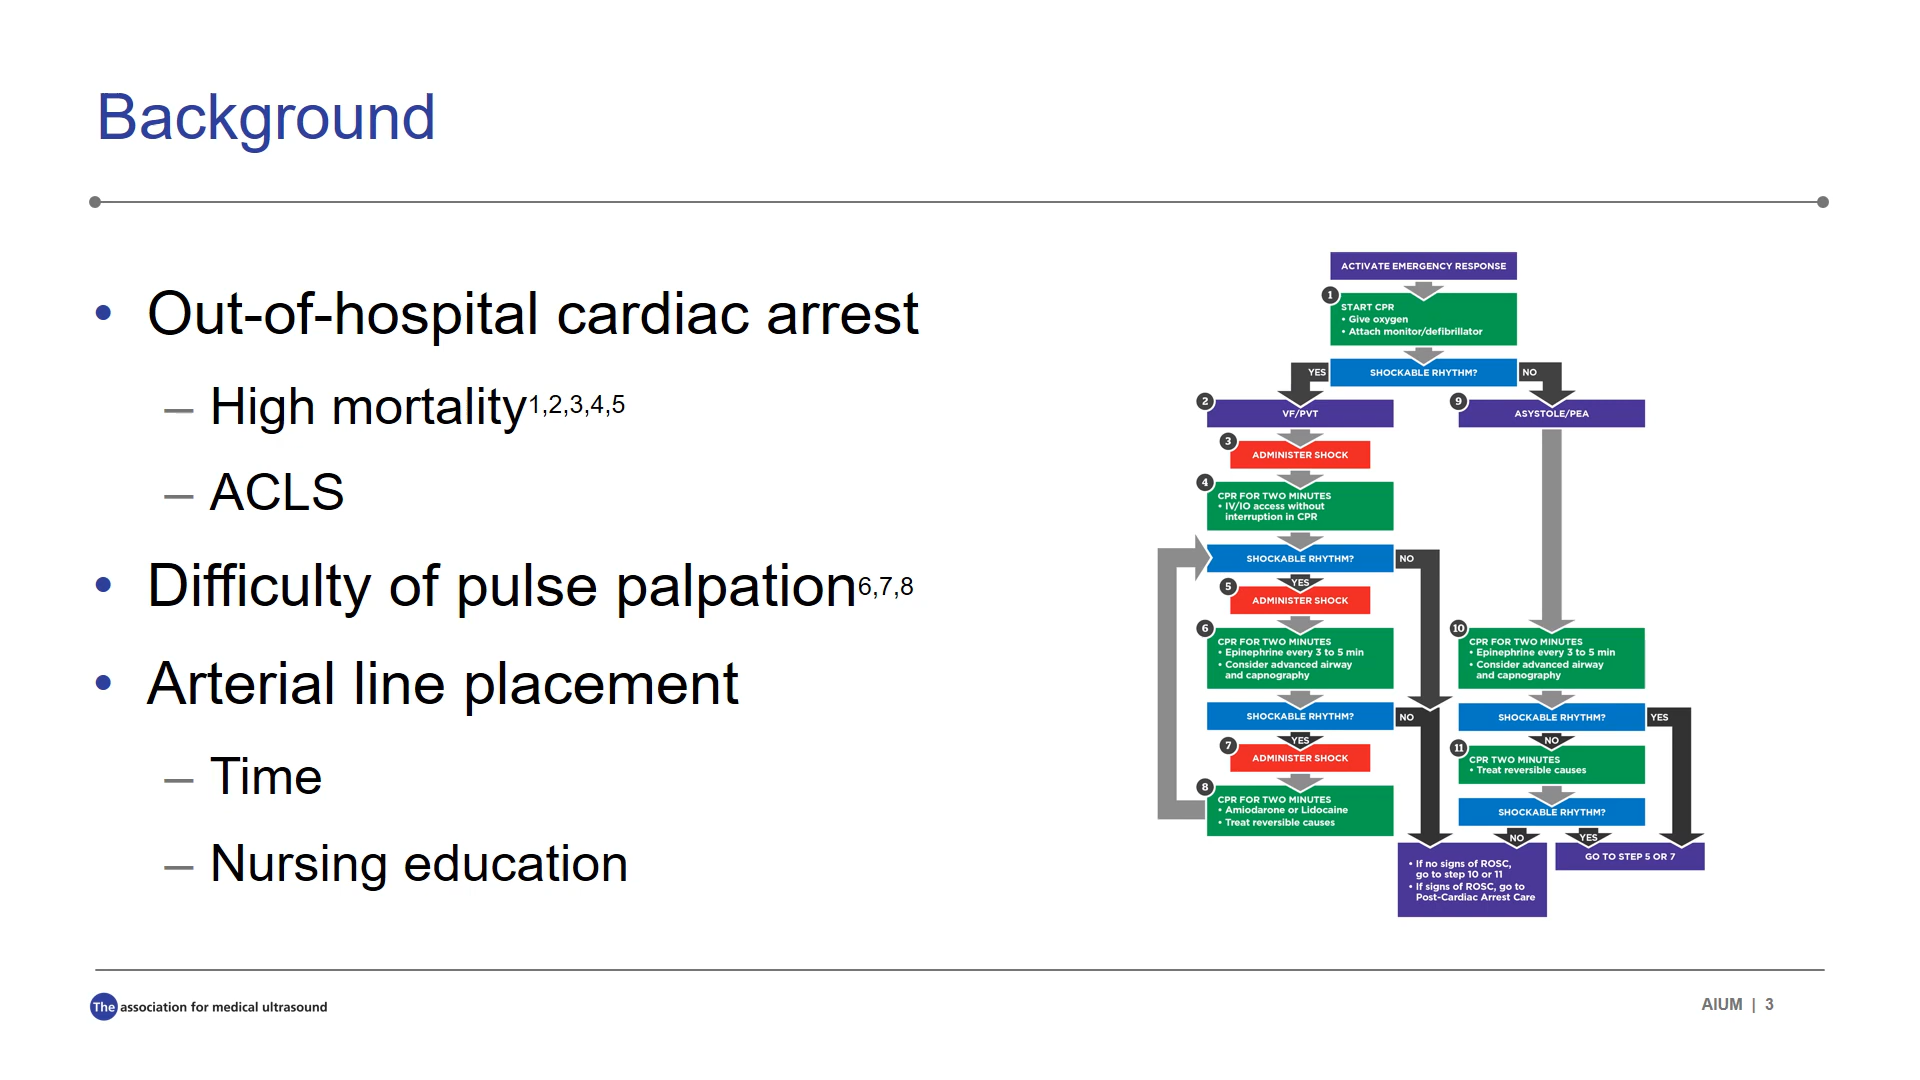 Background
• Out-of-hospital cardiac arrest
– High mortality1,2,3,4,5
– ACLS
• Difficulty of pulse palpation6,7,8
• Arterial line placement
– Time
– Nursing education
ACTIVATE EMERGENCY RESPONSE
1
START CPR
• Give oxygen
• Attach monitor/defibrillator
YES
SHOCKABLE RHYTHM?
NO
2
VF/PVT
3
ADMINISTER SHOCK
4
CPR FOR TWO MINUTES
• IV/IO access without
interruption in CPR
SHOCKABLE RHYTHM?
NO
YES
5
ADMINISTER SHOCK
6
CPR FOR TWO MINUTES
• Epinephrine every 3 to 5 min
• Consider advanced airway
and capnography
SHOCKABLE RHYTHM?
NO
YES
7
ADMINISTER SHOCK
8
CPR FOR TWO MINUTES
• Amiodarone or Lidocaine
• Treat reversible causes
9
ASYSTOLE/PEA
10
CPR FOR TWO MINUTES
• Epinephrine every 3 to 5 min
• Consider advanced airway
and capnography
SHOCKABLE RHYTHM?
YES
NO
11
CPR TWO MINUTES
• Treat reversible causes
SHOCKABLE RHYTHM?
NO
YES
• If no signs of ROSC,
go to step 10 or 11
• If signs of ROSC, go to
Post-Cardiac Arrest Care
GO TO STEP 5 OR 7
The association for medical ultrasound
AIUM | 3